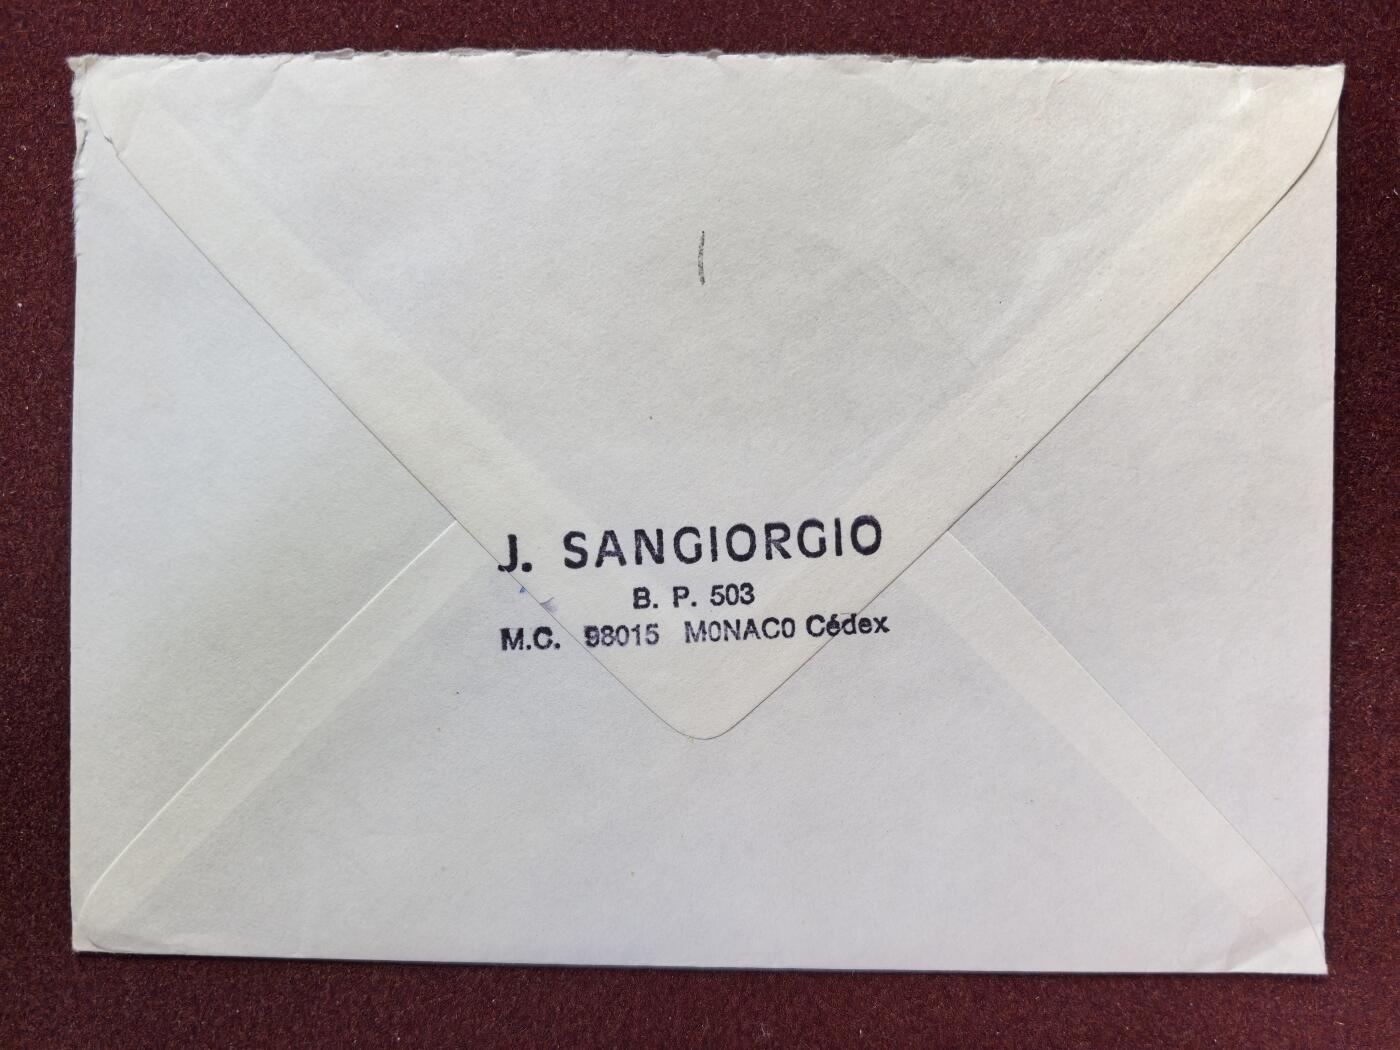 J. SANGIORGIO
B. P. 503
M.C. 98015 MONACO Cédex